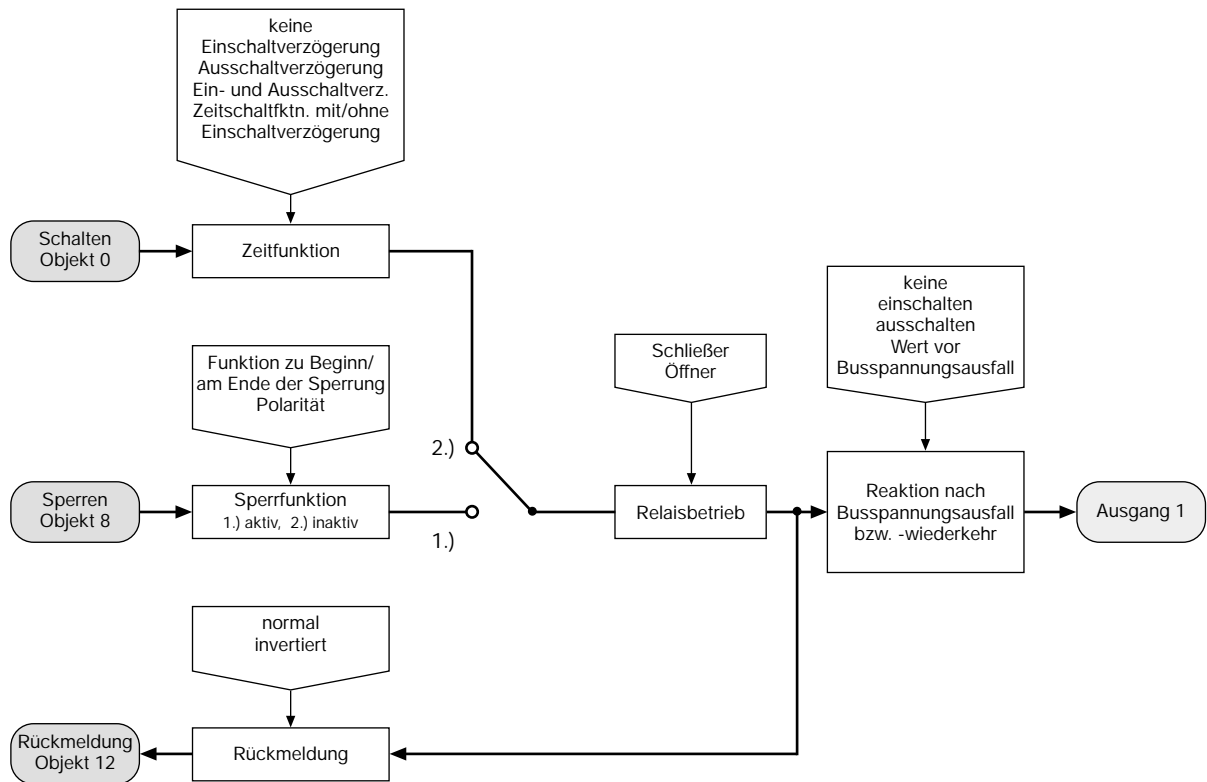 keine
Einschaltverzögerung
Ausschaltverzögerung
Ein- und Ausschaltverz.
Zeitschaltfktn. mit/ohne
Einschaltverzögerung
Schalten
Objekt 0
Zeitfunktion
keine
einschalten
ausschalten
Wert vor
Busspannungsausfall
Funktion zu Beginn/
am Ende der Sperrung
Polarität
Schließer
Öffner
2.)
Sperren
Objekt 8
Sperrfunktion
1.) aktiv, 2.) inaktiv
1.)
Relaisbetrieb
Reaktion nach
Busspannungsausfall
bzw. -wiederkehr
Ausgang 1
normal
invertiert
Rückmeldung
Objekt 12
Rückmeldung